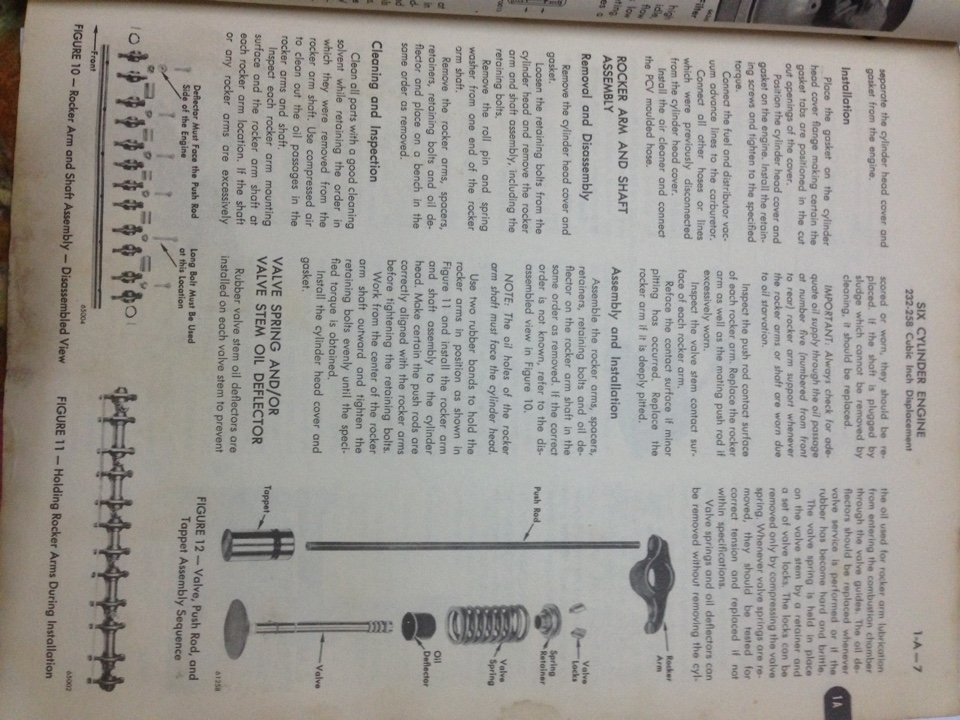 SIX CYLINDER ENGINE
232-258 Cubic Inch Displacement
1-A — 7
1A
separate the cylinder head cover and
gasket from the engine.
Installation
Place the gasket on the cylinder
head cover flange making certain the
gasket tabs are positioned in the cut
out openings of the cover.
Position the cylinder head cover and
gasket on the engine. Install the retain-
ing screws and tighten to the specified
torque.
Connect the fuel and distributor vac-
uum advance lines to the carburetor.
Connect all other hoses or lines
which were previously disconnected
from the cylinder head cover.
Install the air cleaner and connect
the PCV moulded hose.
ROCKER ARM AND SHAFT
ASSEMBLY
Removal and Disassembly
Remove the cylinder head cover and
gasket.
Loosen the retaining bolts from the
cylinder head and remove the rocker
arm and shaft assembly, including the
retaining bolts.
Remove the roll pin and spring
washer from one end of the rocker
arm shaft.
Remove the rocker arms, spacers,
retainers, retaining bolts and oil de-
flector and place on a bench in the
same order as removed.
Cleaning and Inspection
Clean all parts with a good cleaning
solvent while retaining the order in
which they were removed from the
rocker arm shaft. Use compressed air
to clean out the oil passages in the
rocker arms and shaft.
Inspect each rocker arm mounting
surface and the rocker arm shaft at
each rocker arm location. If the shaft
or any rocker arms are excessively
scored or worn, they should be re-
placed. If the shaft is plugged by
sludge which cannot be removed by
cleaning, it should be replaced.
IMPORTANT: Always check for ade-
quate oil supply through the oil passage
at number five (numbered from front
to rear) rocker arm support whenever
the rocker arms or shaft are worn due
to oil starvation.
Inspect the push rod contact surface
of each rocker arm. Replace the rocker
arm as well as the mating push rod if
excessively worn.
Inspect the valve stem contact sur-
face of each rocker arm.
Reface the contact surface if minor
pitting has occurred. Replace the
rocker arm if it is deeply pitted.
Assembly and Installation
Assemble the rocker arms, spacers,
retainers, retaining bolts and oil de-
flector on the rocker arm shaft in the
same order as removed. If the correct
order is not known, refer to the dis-
assembled view in Figure 10.
NOTE: The oil holes of the rocker
arm shaft must face the cylinder head.
Use two rubber bands to hold the
rocker arms in position as shown in
Figure 11 and install the rocker arm
and shaft assembly to the cylinder
head. Make certain the push rods are
correctly aligned with the rocker arms
before tightening the retaining bolts.
Work from the center of the rocker
arm shaft outward and tighten the
retaining bolts evenly until the speci-
fied torque is obtained.
Install the cylinder head cover and
gasket.
VALVE SPRING AND/OR
VALVE STEM OIL DEFLECTOR
Rubber valve stem oil deflectors are
installed on each valve stem to prevent
the oil used for rocker arm lubrication
from entering the combustion chamber
through the valve guides. The oil de-
flectors should be replaced whenever
valve service is performed or if the
rubber has become hard and brittle.
The valve spring is held in place
on the valve stem by a retainer and
a set of valve locks. The locks can be
removed only by compressing the valve
spring. Whenever valve springs are re-
moved, they should be tested for
correct tension and replaced if not
within specifications.
Valve springs and oil deflectors can
be removed without removing the cyl-
Rocker
Arm
Push Rod
Valve
Locks
Spring
Retainer
Valve
Spring
Oil
Deflector
Tappet
Valve
61258
FIGURE 12 — Valve, Push Rod, and
Tappet Assembly Sequence
Deflector Must Face the Push Rod
Side of the Engine
Long Bolt Must Be Used
at this Location
Front
65004
FIGURE 10 — Rocker Arm and Shaft Assembly — Disassembled View
65002
FIGURE 11 — Holding Rocker Arms During Installation